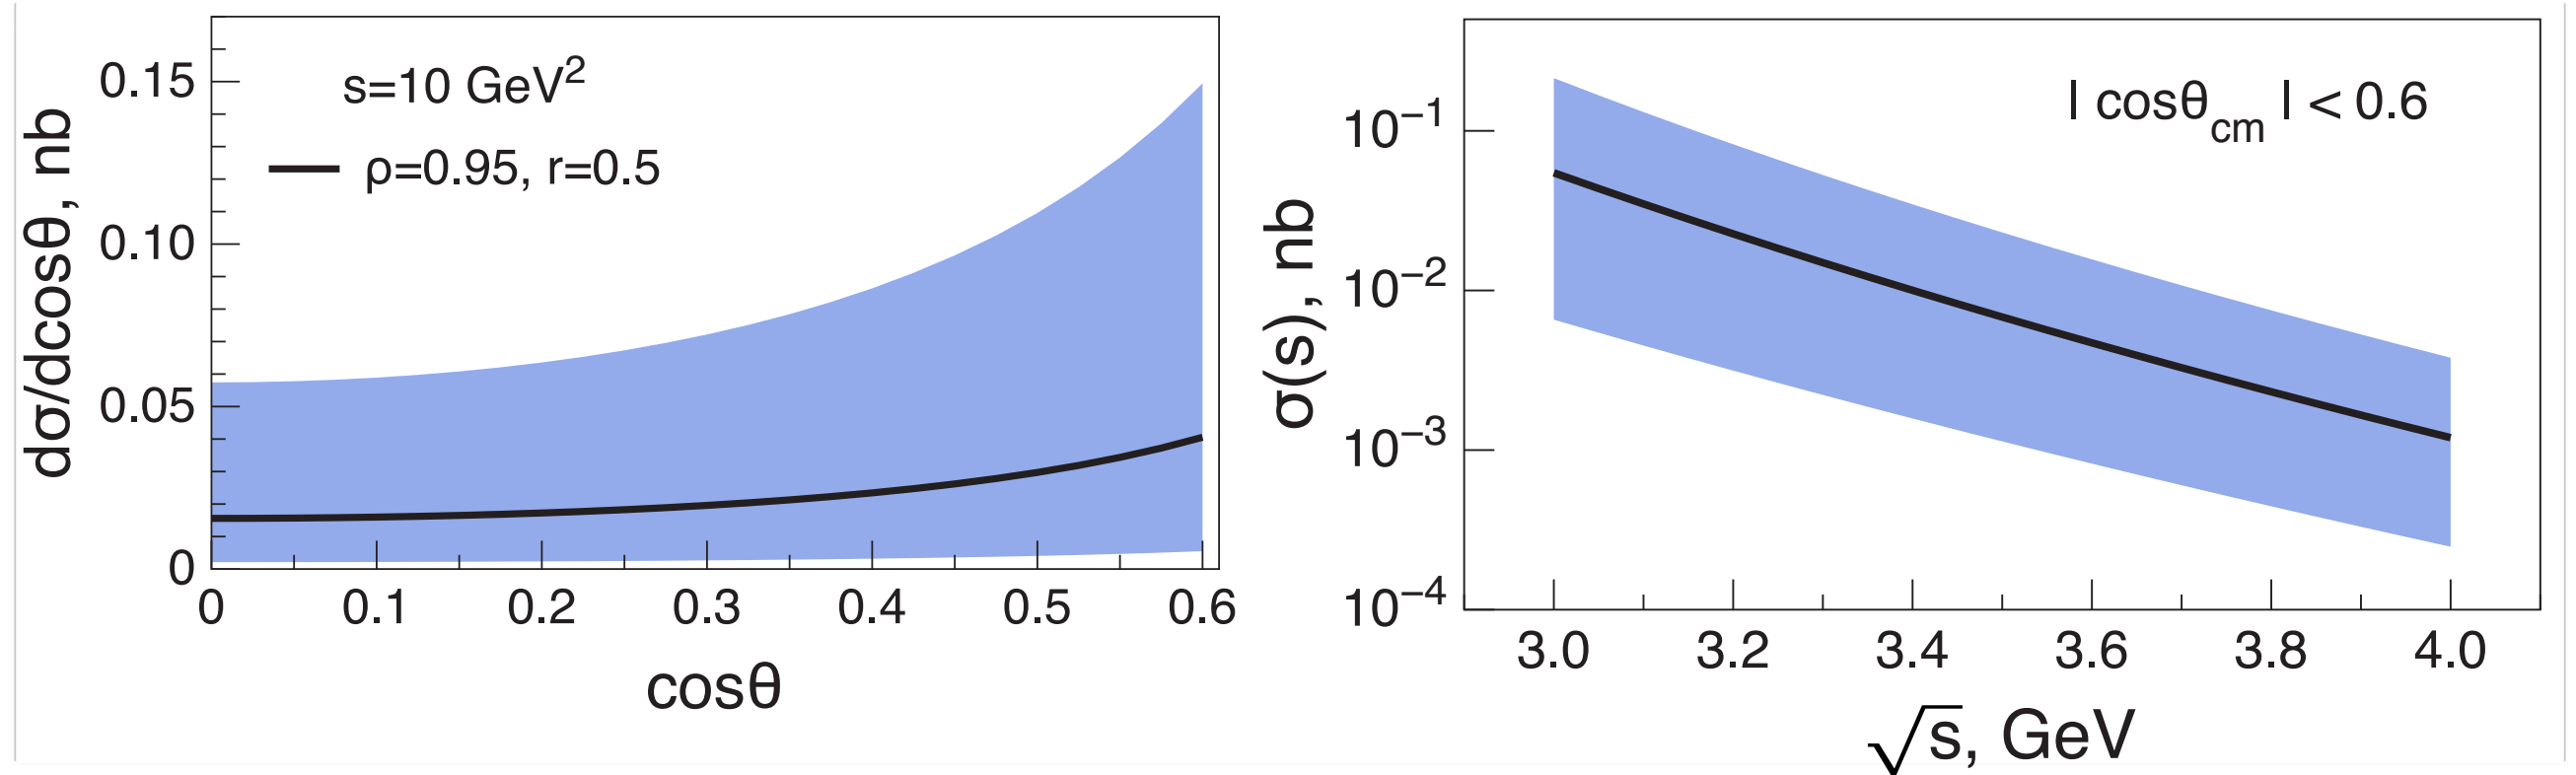 dσ/dcosθ, nb
0.15
0.10
0.05
0
s=10 GeV²
ρ=0.95, r=0.5
0 0.1 0.2 0.3 0.4 0.5 0.6
cosθ
σ(s), nb
10⁻¹
10⁻²
10⁻³
10⁻⁴
| cosθcm | < 0.6
3.0 3.2 3.4 3.6 3.8 4.0
√s, GeV